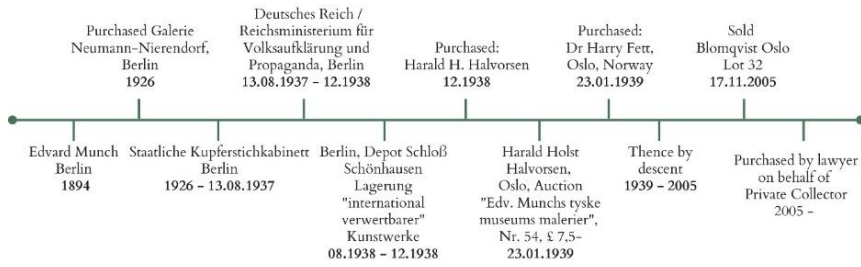 Purchased Galerie
Neumann-Nierendorf,
Berlin
1926
Deutsches Reich /
Reichsministerium für
Volksaufklärung und
Propaganda, Berlin
13.08.1937 - 12.1938
Purchased:
Harald H. Halvorsen
12.1938
Purchased:
Dr Harry Fett,
Oslo, Norway
23.01.1939
Sold
Blomqvist Oslo
Lot 32
17.11.2005
Edvard Munch
Berlin
1894
Staatliche Kupferstichkabinett
Berlin
1926 - 13.08.1937
Berlin, Depot Schloß
Schönhausen
Lagerung
"international
verwertbarer"
Kunstwerke
08.1938 - 12.1938
Harald Holst
Halvorsen,
Oslo, Auction
"Edv. Munchs tyske
museums malerier",
Nr. 54, £ 7,5-
23.01.1939
Thence by
descent
1939 - 2005
Purchased by lawyer
on behalf of
Private Collector
2005 -